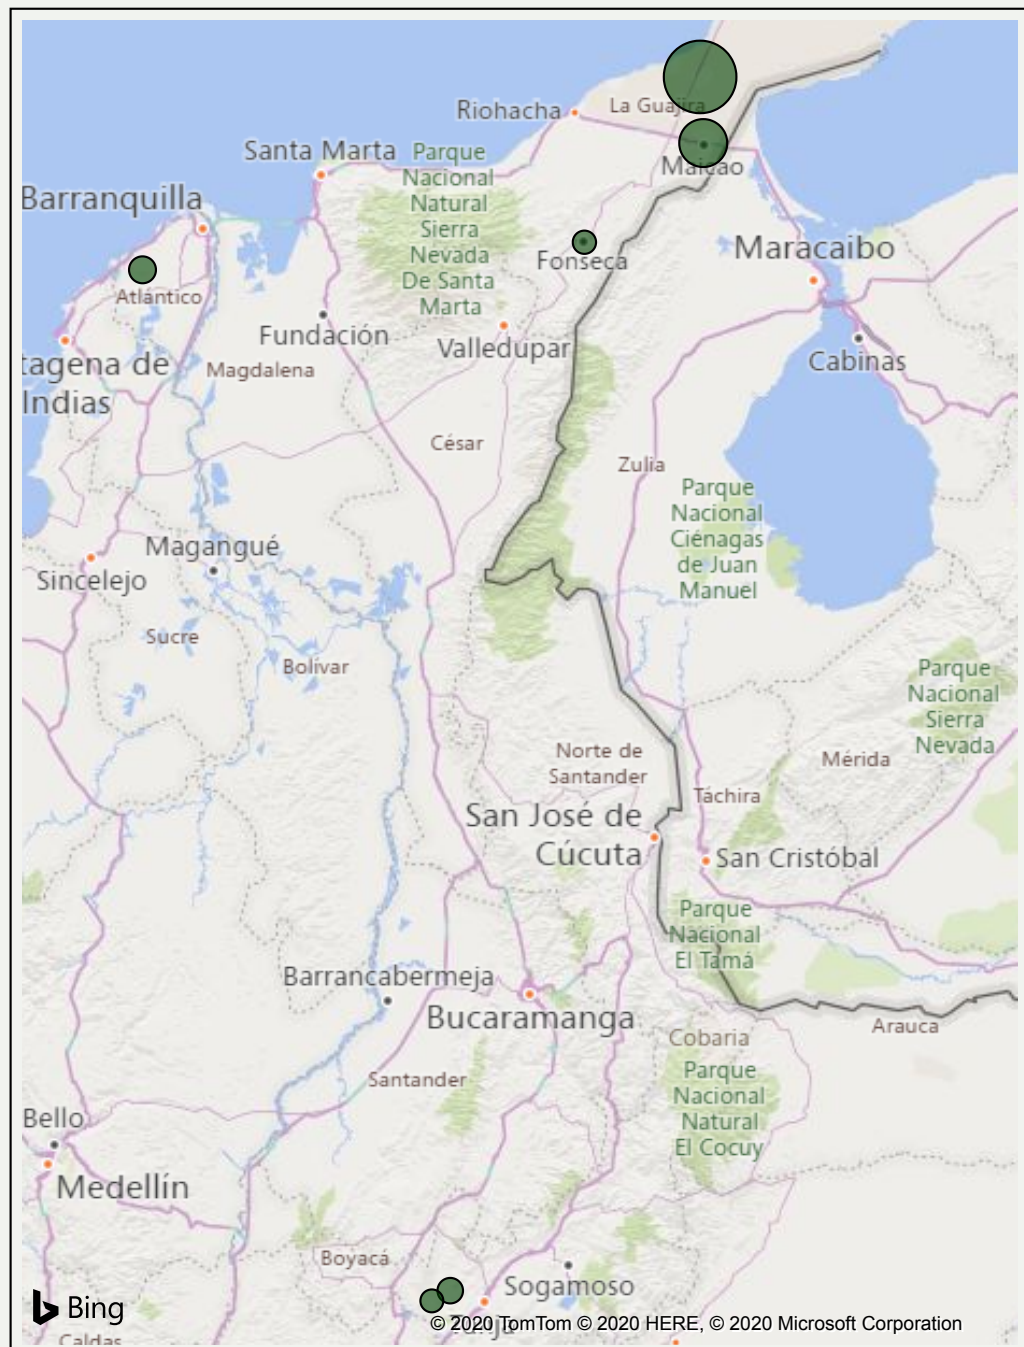 Riohacha
La Guajira
Santa Marta
Parque
Nacional
Natural
Sierra
Nevada
De Santa
Marta
Maicao
Barranquilla
Fonseca
Maracaibo
Atlántico
Fundación
Valledupar
Cabinas
tagena de
Indias
Magdalena
César
Zulia
Parque
Nacional
Ciénagas
de Juan
Manuel
Magangué
Sincelejo
Sucre
Bolívar
Parque
Nacional
Sierra
Nevada
Norte de
Santander
Mérida
Táchira
San José de
Cúcuta
San Cristóbal
Parque
Nacional
El Tamá
Barrancabermeja
Bucaramanga
Arauca
Cobaria
Santander
Parque
Nacional
Natural
El Cocuy
Bello
Medellín
Boyacá
Sogamoso
Bing
Tunja
© 2020 TomTom © 2020 HERE, © 2020 Microsoft Corporation
Caldas